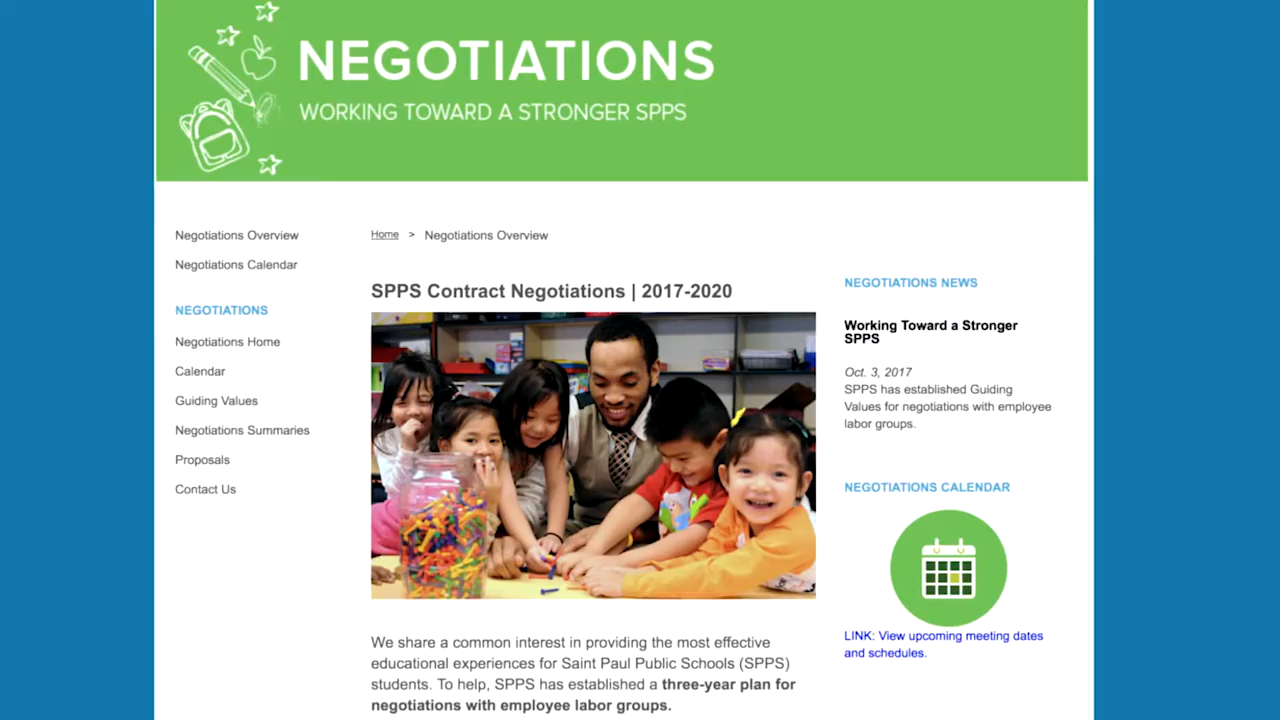 NEGOTIATIONS
WORKING TOWARD A STRONGER SPPS
Negotiations Overview
Negotiations Calendar
NEGOTIATIONS
Negotiations Home
Calendar
Guiding Values
Negotiations Summaries
Proposals
Contact Us
Home > Negotiations Overview
SPPS Contract Negotiations | 2017-2020
We share a common interest in providing the most effective
educational experiences for Saint Paul Public Schools (SPPS)
students. To help, SPPS has established a three-year plan for
negotiations with employee labor groups.
NEGOTIATIONS NEWS
Working Toward a Stronger
SPPS
Oct. 3, 2017
SPPS has established Guiding
Values for negotiations with employee
labor groups.
NEGOTIATIONS CALENDAR
LINK: View upcoming meeting dates
and schedules.